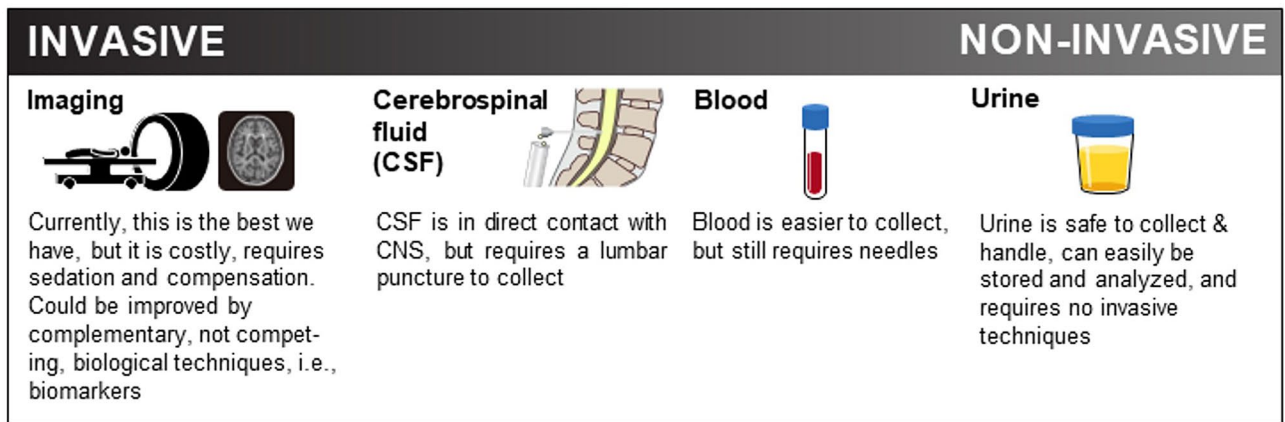 INVASIVE
NON-INVASIVE
Imaging
Currently, this is the best we
have, but it is costly, requires
sedation and compensation.
Could be improved by
complementary, not compet-
ing, biological techniques, i.e.,
biomarkers
Cerebrospinal
fluid
(CSF)
CSF is in direct contact with
CNS, but requires a lumbar
puncture to collect
Blood
Blood is easier to collect,
but still requires needles
Urine
Urine is safe to collect &
handle, can easily be
stored and analyzed, and
requires no invasive
techniques